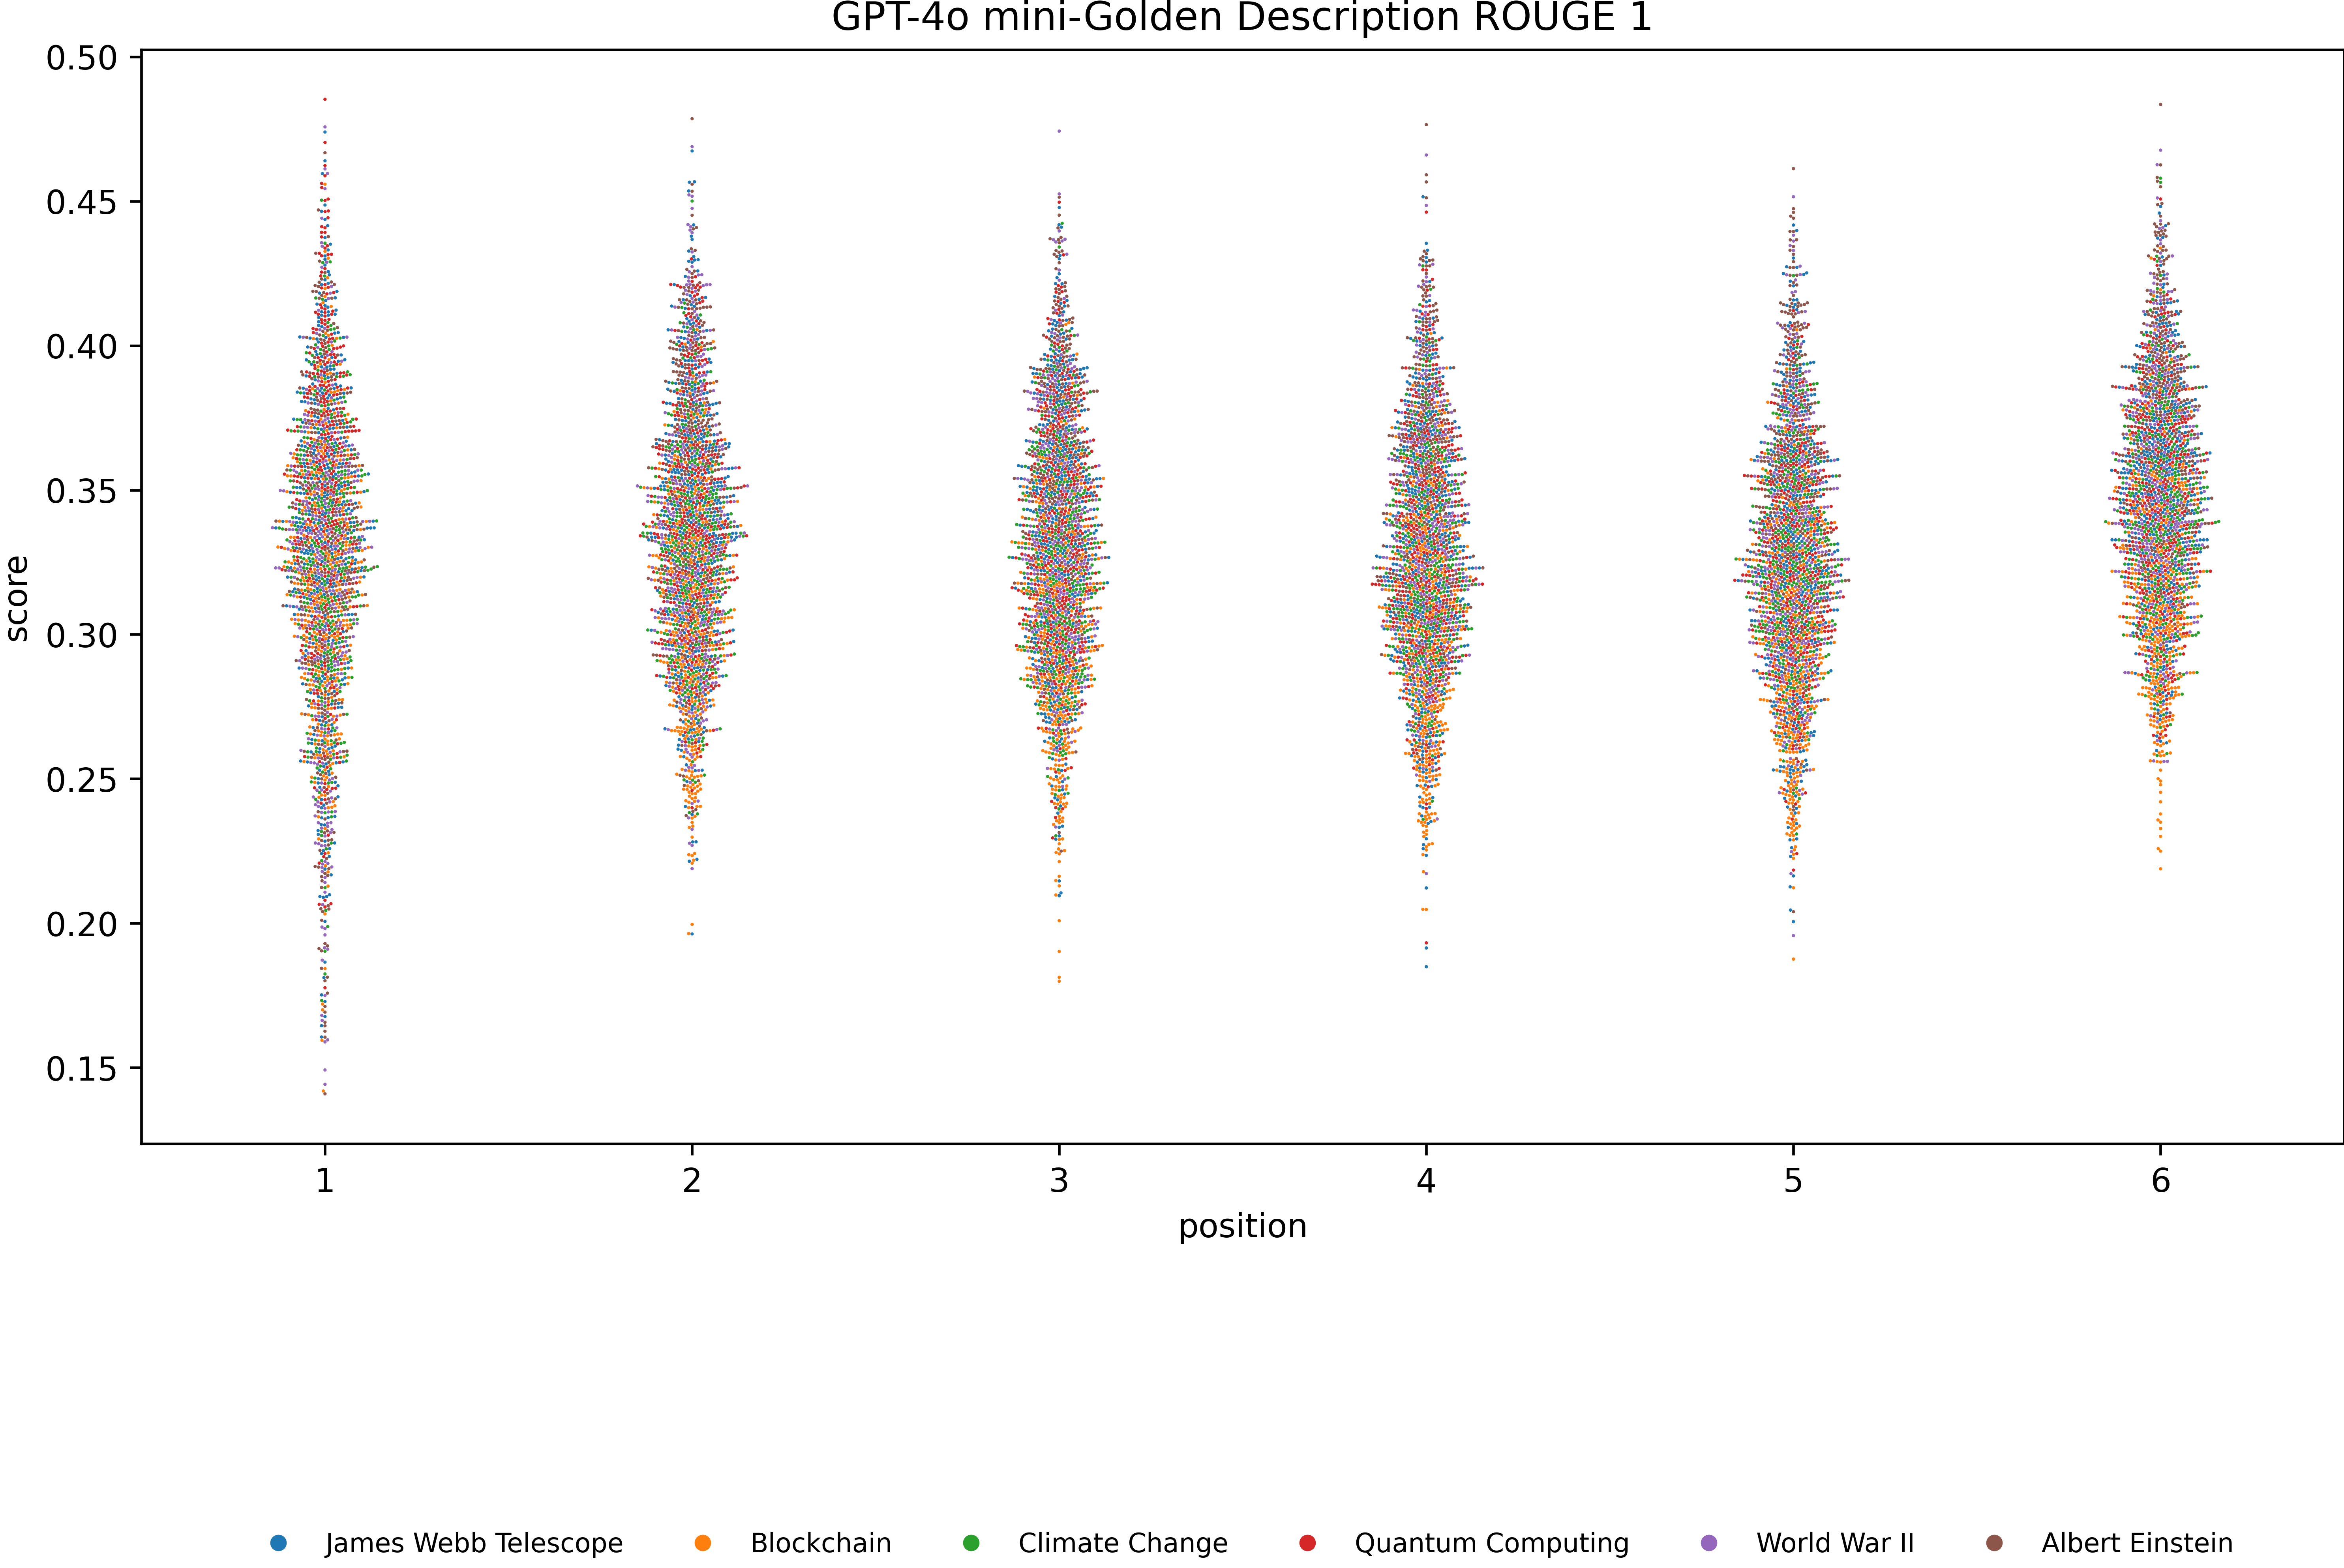 GPT-4o mini-Golden Description ROUGE 1
0.50
0.45
0.40
0.35
0.30
0.25
0.20
0.15
score
1 2 3 4 5 6
position
James Webb Telescope Blockchain Climate Change Quantum Computing World War II Albert Einstein